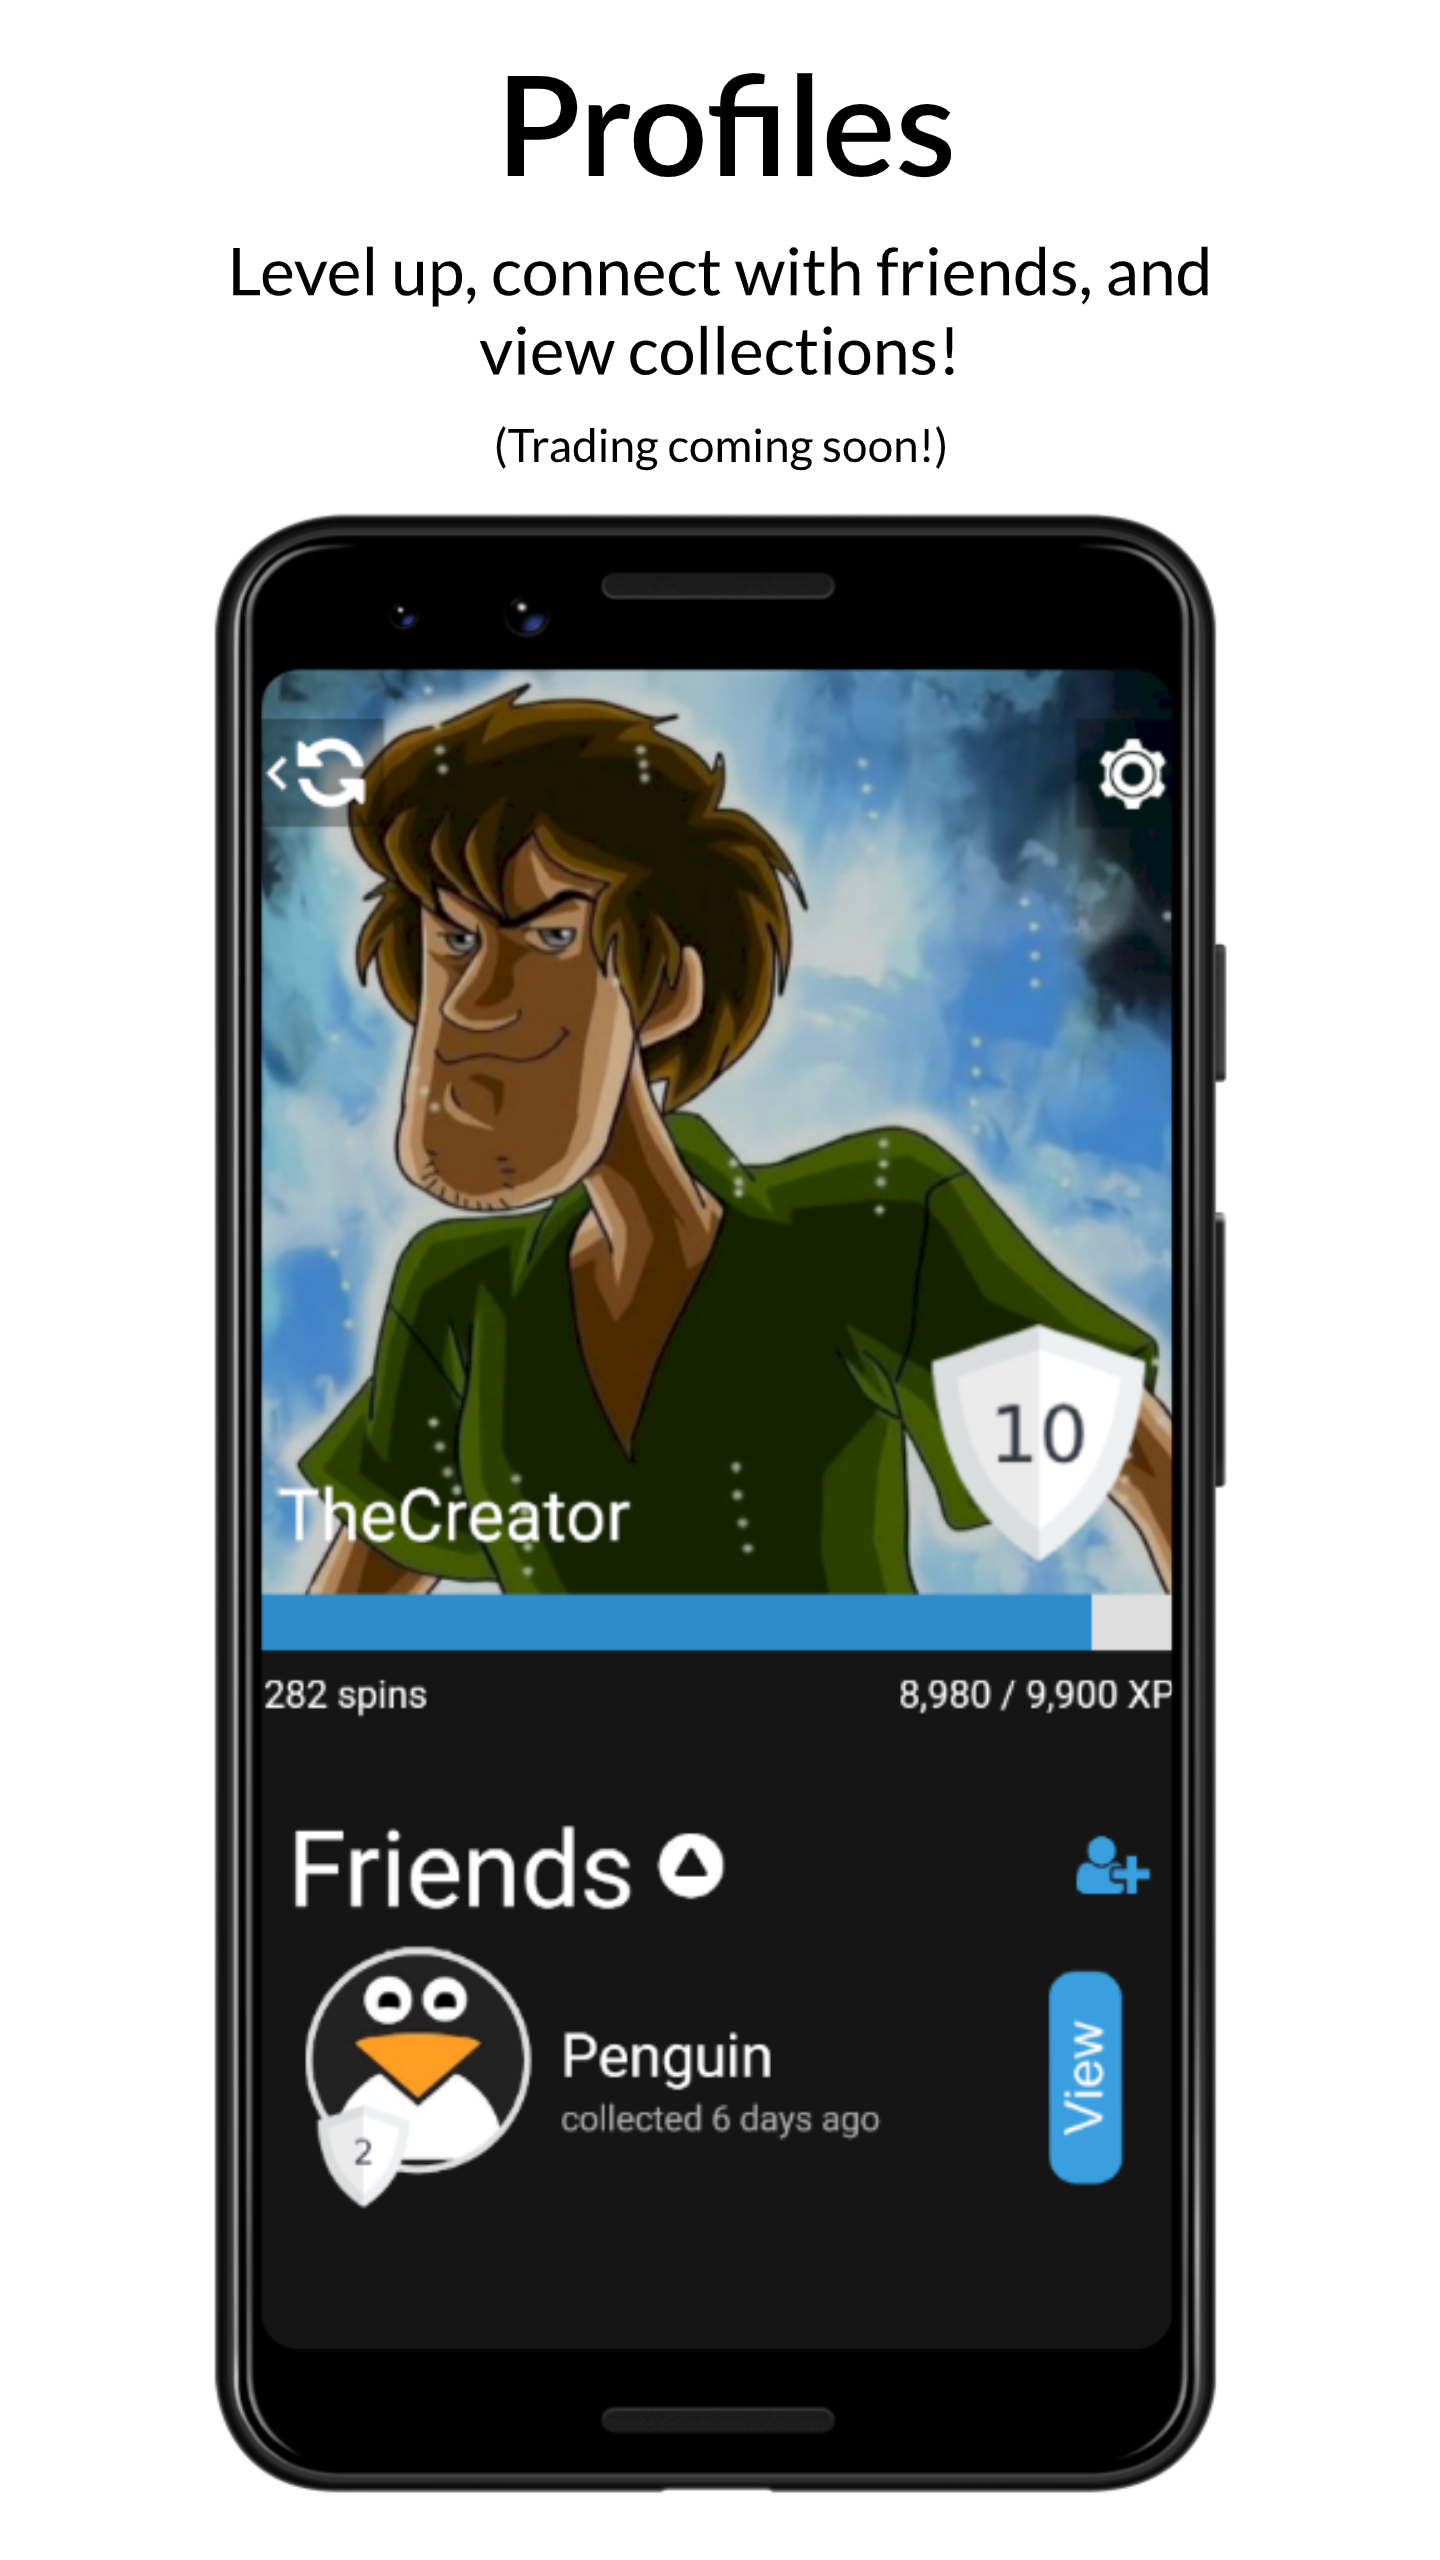 Profiles
Level up, connect with friends, and
view collections!
(Trading coming soon!)
10
TheCreator
282 spins
8,980 / 9,900 XP
Friends
Penguin
collected 6 days ago
2
View